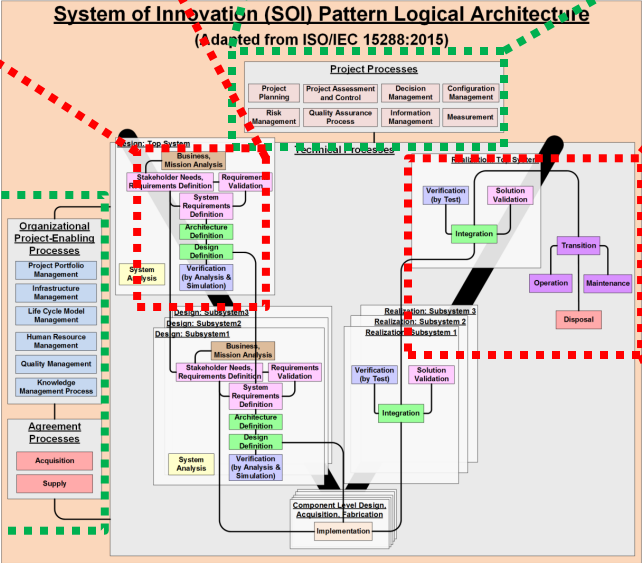 System of Innovation (SOI) Pattern Logical Architecture
(Adapted from ISO/IEC 15288:2015)
Project Processes
Project
Planning
Project Assessment
and Control
Decision
Management
Configuration
Management
Risk
Management
Quality Assurance
Process
Information
Management
Measurement
Technical Processes
Design: Top System
Business,
Mission Analysis
Stakeholder Needs,
Requirements Definition
Requirements
Validation
System
Requirements
Definition
Architecture
Definition
Design
Definition
System
Analysis
Verification
(by Analysis &
Simulation)
Realization: Top System
Verification
(by Test)
Solution
Validation
Integration
Transition
Operation
Maintenance
Disposal
Organizational
Project-Enabling
Processes
Project Portfolio
Management
Infrastructure
Management
Life Cycle Model
Management
Human Resource
Management
Quality Management
Knowledge
Management Process
Agreement
Processes
Acquisition
Supply
Design: Subsystem3
Design: Subsystem2
Design: Subsystem1
Business,
Mission Analysis
Stakeholder Needs,
Requirements Definition
Requirements
Validation
System
Requirements
Definition
Architecture
Definition
Design
Definition
System
Analysis
Verification
(by Analysis &
Simulation)
Realization: Subsystem 3
Realization: Subsystem 2
Realization: Subsystem 1
Verification
(by Test)
Solution
Validation
Integration
Component Level Design,
Acquisition, Fabrication
Implementation